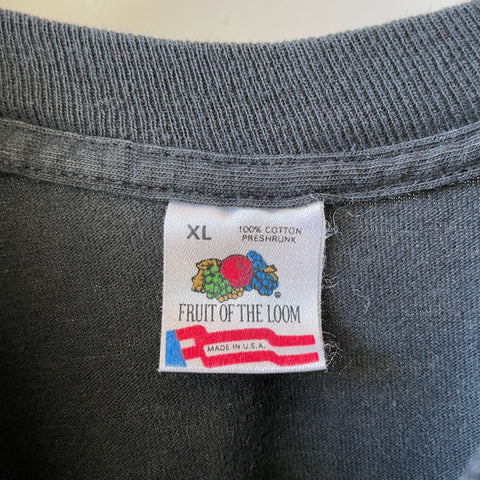 XL
100% COTTON
PRESHRUNK
®
FRUIT OF THE LOOM
MADE IN U.S.A.